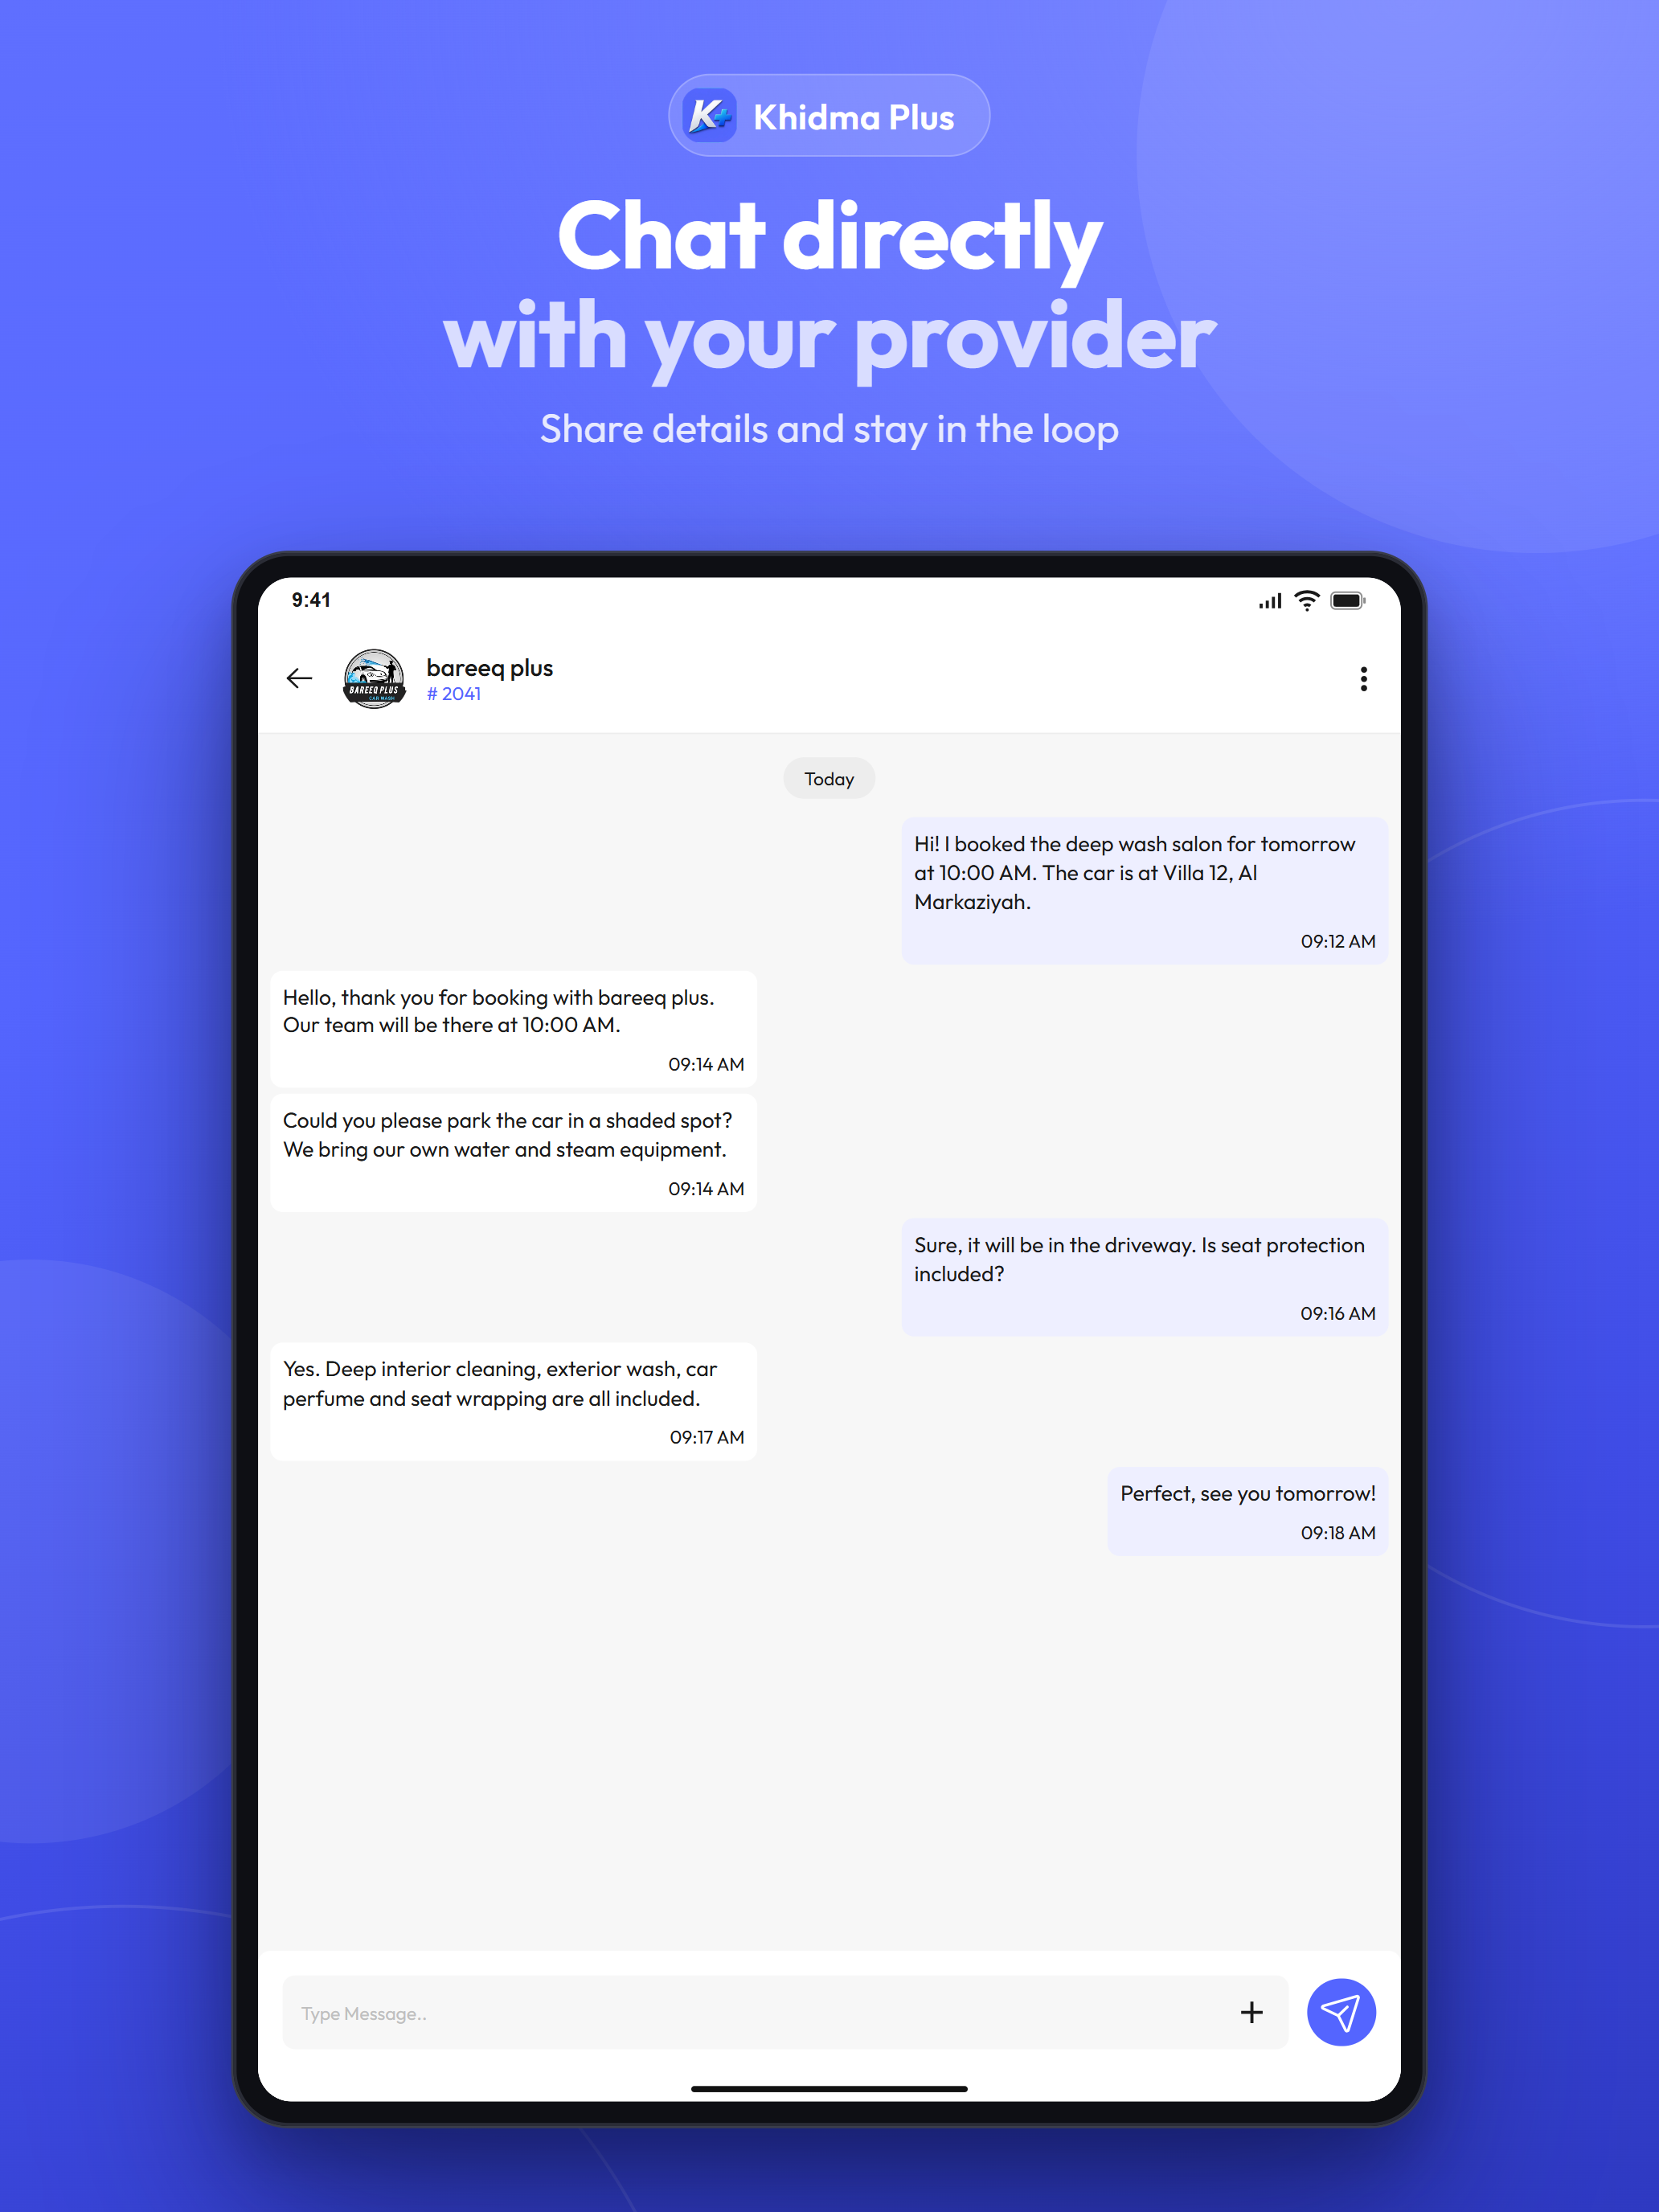 K+ Khidma Plus
Chat directly
with your provider
Share details and stay in the loop
9:41
BAREEQ PLUS
CAR WASH
bareeq plus
# 2041
Today
Hi! I booked the deep wash salon for tomorrow
at 10:00 AM. The car is at Villa 12, Al
Markaziyah.
09:12 AM
Hello, thank you for booking with bareeq plus.
Our team will be there at 10:00 AM.
09:14 AM
Could you please park the car in a shaded spot?
We bring our own water and steam equipment.
09:14 AM
Sure, it will be in the driveway. Is seat protection
included?
09:16 AM
Yes. Deep interior cleaning, exterior wash, car
perfume and seat wrapping are all included.
09:17 AM
Perfect, see you tomorrow!
09:18 AM
Type Message..